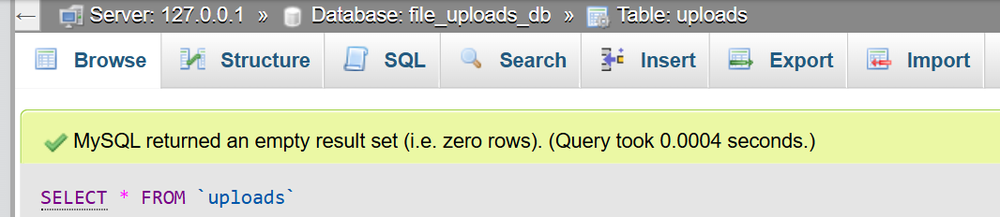 ← Server: 127.0.0.1 » Database: file_uploads_db » Table: uploads
Browse Structure SQL Search Insert Export Import
MySQL returned an empty result set (i.e. zero rows). (Query took 0.0004 seconds.)
SELECT * FROM `uploads`